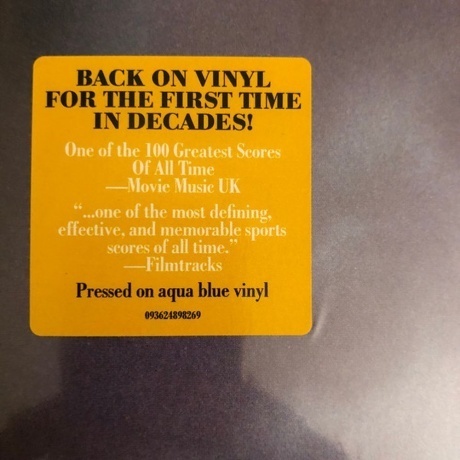 BACK ON VINYL
FOR THE FIRST TIME
IN DECADES!
One of the 100 Greatest Scores
Of All Time
—Movie Music UK
“...one of the most defining,
effective, and memorable sports
scores of all time.”
—Filmtracks
Pressed on aqua blue vinyl
093624898269